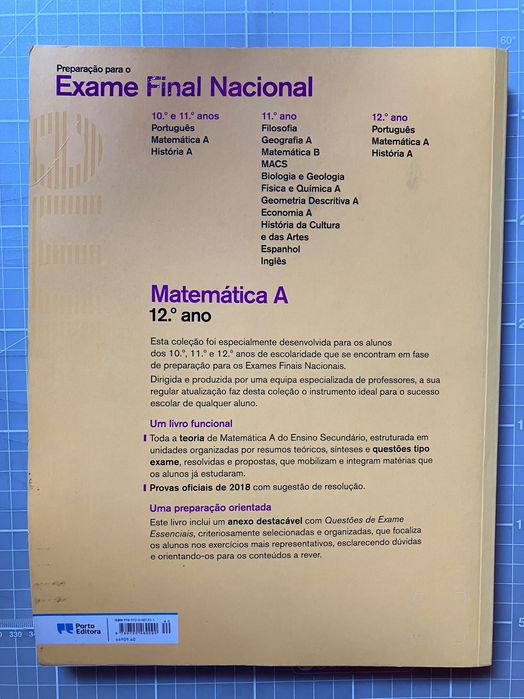 Preparação para o
Exame Final Nacional
10.º e 11.º anos
Português
Matemática A
História A
11.º ano
Filosofia
Geografia A
Matemática B
MACS
Biologia e Geologia
Física e Química A
Geometria Descritiva A
Economia A
História da Cultura
e das Artes
Espanhol
Inglês
12.º ano
Português
Matemática A
História A
Matemática A
12.º ano
Esta coleção foi especialmente desenvolvida para os alunos
dos 10.º, 11.º e 12.º anos de escolaridade que se encontram em fase
de preparação para os Exames Finais Nacionais.
Dirigida e produzida por uma equipa especializada de professores, a sua
regular atualização faz desta coleção o instrumento ideal para o sucesso
escolar de qualquer aluno.
Um livro funcional
Toda a teoria de Matemática A do Ensino Secundário, estruturada em
unidades organizadas por resumos teóricos, sínteses e questões tipo
exame, resolvidas e propostas, que mobilizam e integram matérias que
os alunos já estudaram.
Provas oficiais de 2018 com sugestão de resolução.
Uma preparação orientada
Este livro inclui um anexo destacável com Questões de Exame
Essenciais, criteriosamente selecionadas e organizadas, que focaliza
os alunos nos exercícios mais representativos, esclarecendo dúvidas
e orientando-os para os conteúdos a rever.
Porto
Editora
64909.40
60°
330
340